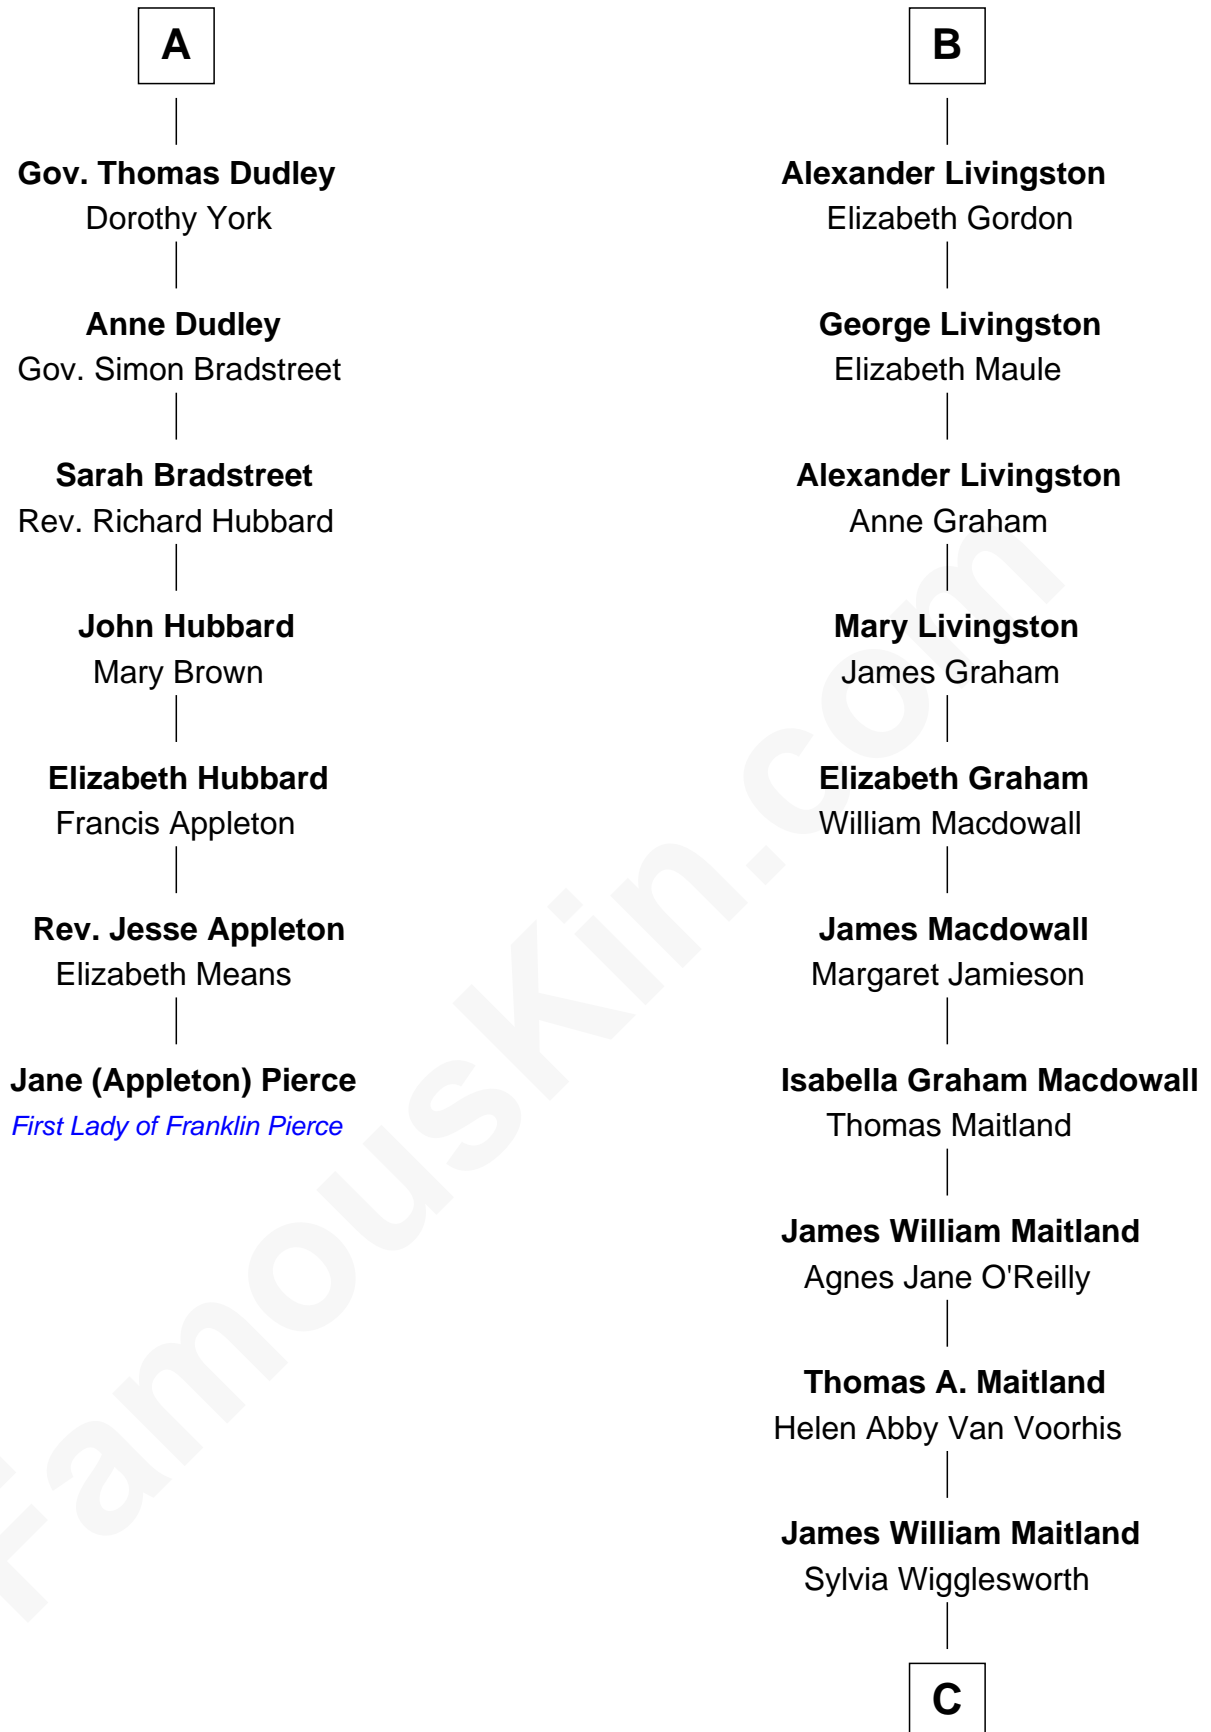 A
Gov. Thomas Dudley
Dorothy York
Anne Dudley
Gov. Simon Bradstreet
Sarah Bradstreet
Rev. Richard Hubbard
John Hubbard
Mary Brown
Elizabeth Hubbard
Francis Appleton
Rev. Jesse Appleton
Elizabeth Means
Jane (Appleton) Pierce
First Lady of Franklin Pierce
B
Alexander Livingston
Elizabeth Gordon
George Livingston
Elizabeth Maule
Alexander Livingston
Anne Graham
Mary Livingston
James Graham
Elizabeth Graham
William Macdowall
James Macdowall
Margaret Jamieson
Isabella Graham Macdowall
Thomas Maitland
James William Maitland
Agnes Jane O'Reilly
Thomas A. Maitland
Helen Abby Van Voorhis
James William Maitland
Sylvia Wigglesworth
C
FamousKin.com